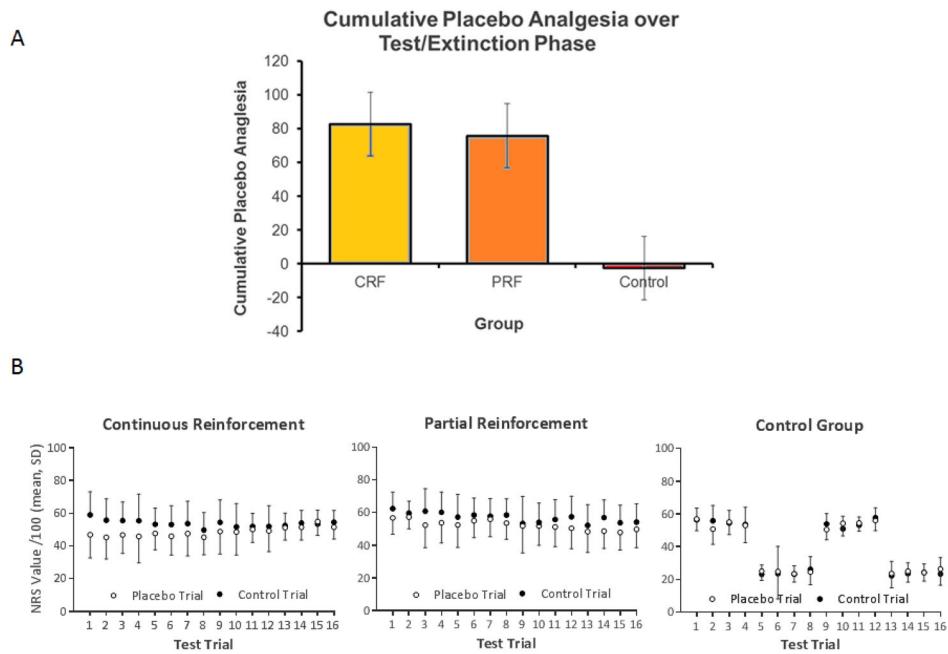 A
Cumulative Placebo Analgesia over
Test/Extinction Phase
Cumulative Placebo Anaglesia
120
100
80
60
40
20
0
-20
-40
CRF
PRF
Control
Group
B
Continuous Reinforcement
NRS Value /100 (mean, SD)
100
80
60
40
20
0
Placebo Trial
Control Trial
1 2 3 4 5 6 7 8 9 10 11 12 13 14 15 16
Test Trial
Partial Reinforcement
100
80
60
40
20
0
Placebo Trial
Control Trial
1 2 3 4 5 6 7 8 9 10 11 12 13 14 15 16
Test Trial
Control Group
100
80
60
40
20
0
Placebo Trial
Control Trial
1 2 3 4 5 6 7 8 9 10 11 12 13 14 15 16
Test Trial